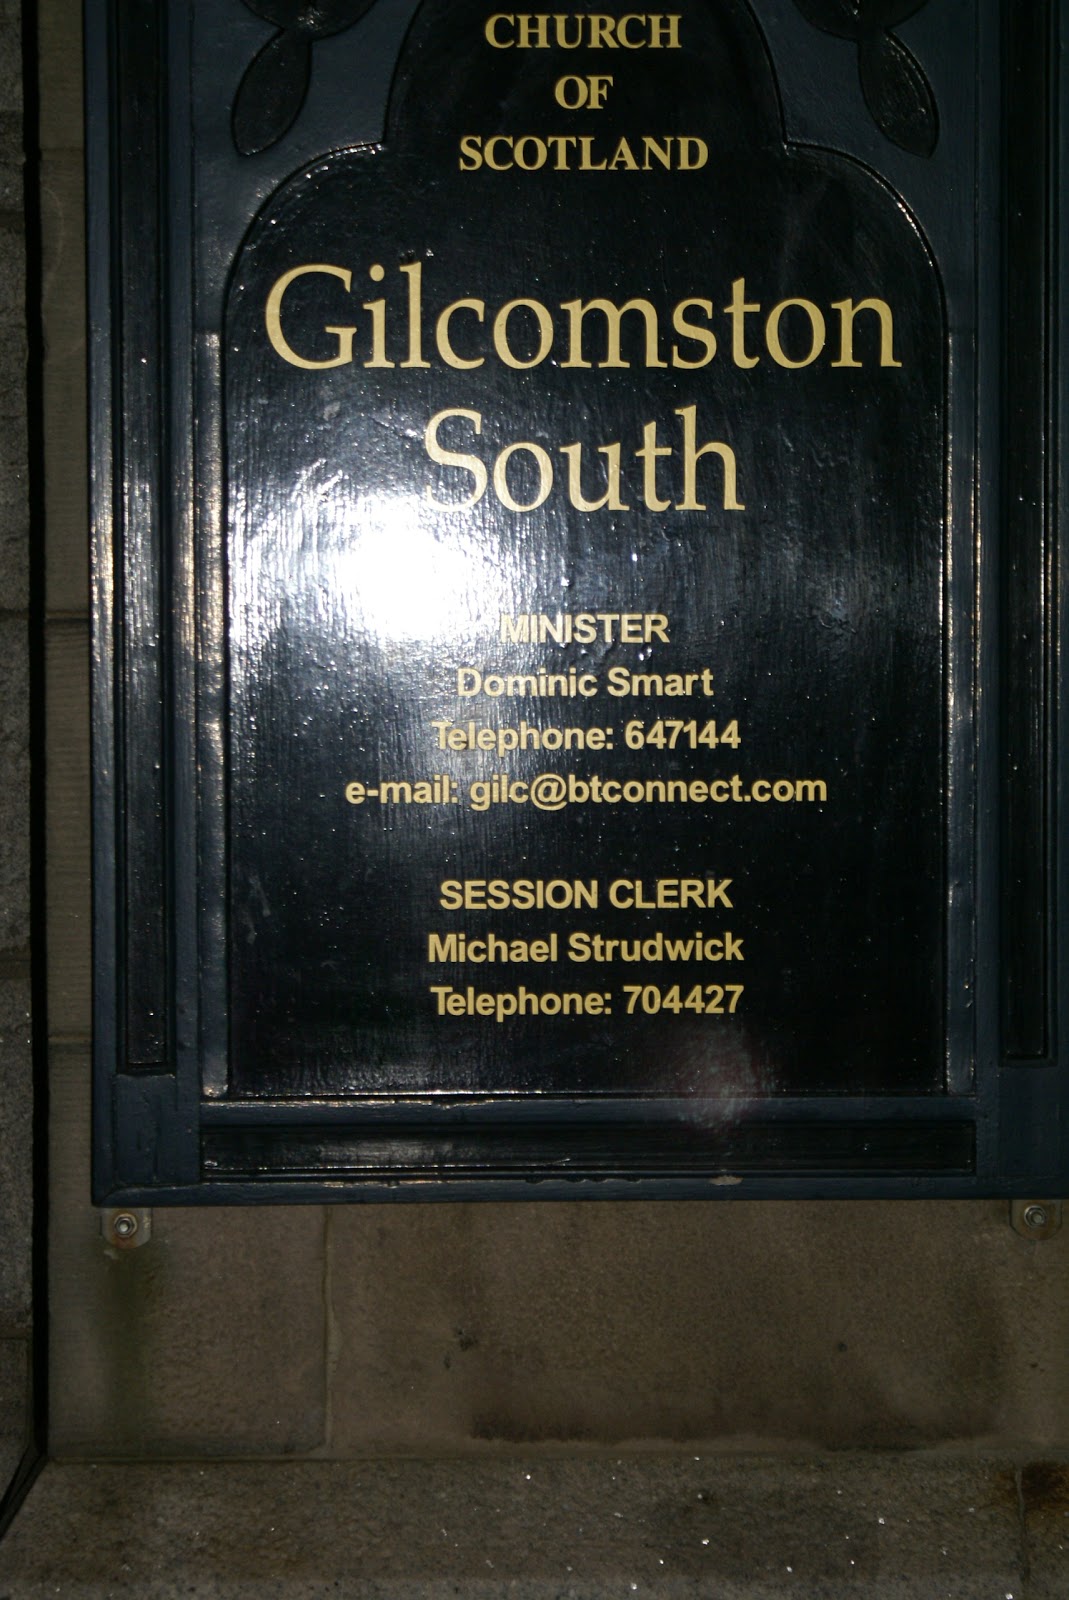 CHURCH
OF
SCOTLAND
Gilcomston
South
MINISTER
Dominic Smart
Telephone: 647144
e-mail: gilc@btconnect.com
SESSION CLERK
Michael Strudwick
Telephone: 704427